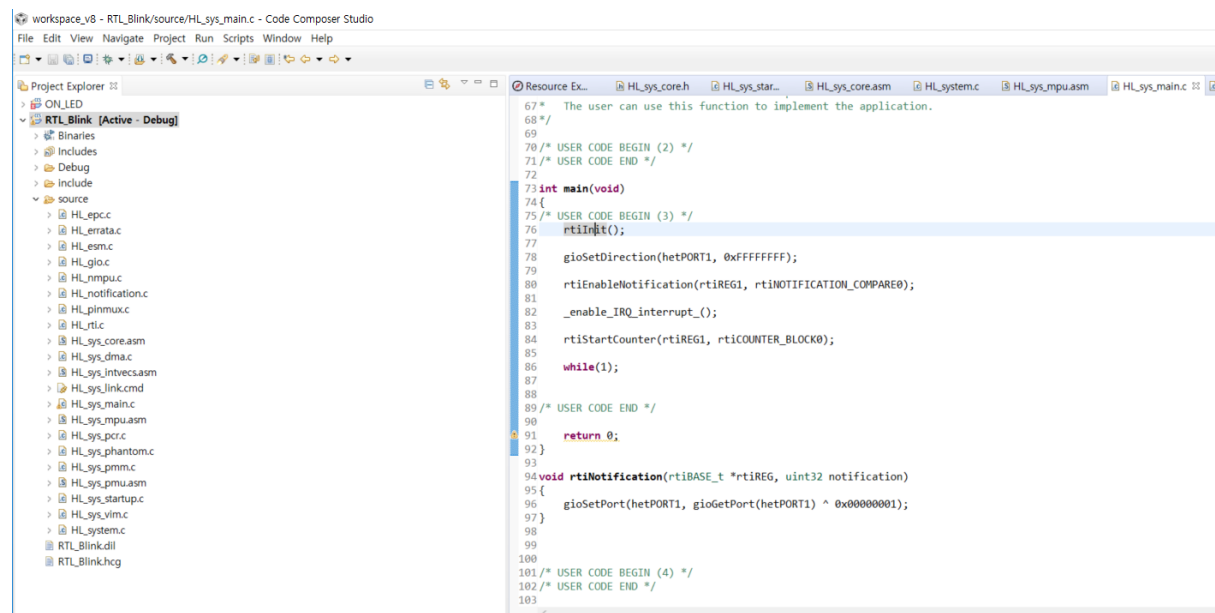 workspace_v8 - RTL_Blink/source/HL_sys_main.c - Code Composer Studio
File Edit View Navigate Project Run Scripts Window Help
Project Explorer
ON_LED
RTL_Blink [Active - Debug]
Binaries
Includes
Debug
include
source
HL_epc.c
HL_errata.c
HL_esm.c
HL_gio.c
HL_nmpu.c
HL_notification.c
HL_pinmux.c
HL_rti.c
HL_sys_core.asm
HL_sys_dma.c
HL_sys_intvecs.asm
HL_sys_link.cmd
HL_sys_main.c
HL_sys_mpu.asm
HL_sys_pcr.c
HL_sys_phantom.c
HL_sys_pmm.c
HL_sys_pmu.asm
HL_sys_startup.c
HL_sys_vim.c
HL_system.c
RTL_Blink.dil
RTL_Blink.hcg
Resource Ex... HL_sys_core.h HL_sys_star... HL_sys_core.asm HL_system.c HL_sys_mpu.asm HL_sys_main.c
67 * The user can use this function to implement the application.
68 */
69
70 /* USER CODE BEGIN (2) */
71 /* USER CODE END */
72
73 int main(void)
74 {
75 /* USER CODE BEGIN (3) */
76 rtiInit();
77
78 gioSetDirection(hetPORT1, 0xFFFFFFFF);
79
80 rtiEnableNotification(rtiREG1, rtiNOTIFICATION_COMPARE0);
81
82 _enable_IRQ_interrupt_();
83
84 rtiStartCounter(rtiREG1, rtiCOUNTER_BLOCK0);
85
86 while(1);
87
88
89 /* USER CODE END */
90
91 return 0;
92 }
93
94 void rtiNotification(rtiBASE_t *rtiREG, uint32 notification)
95 {
96 gioSetPort(hetPORT1, gioGetPort(hetPORT1) ^ 0x00000001);
97 }
98
99
100
101 /* USER CODE BEGIN (4) */
102 /* USER CODE END */
103